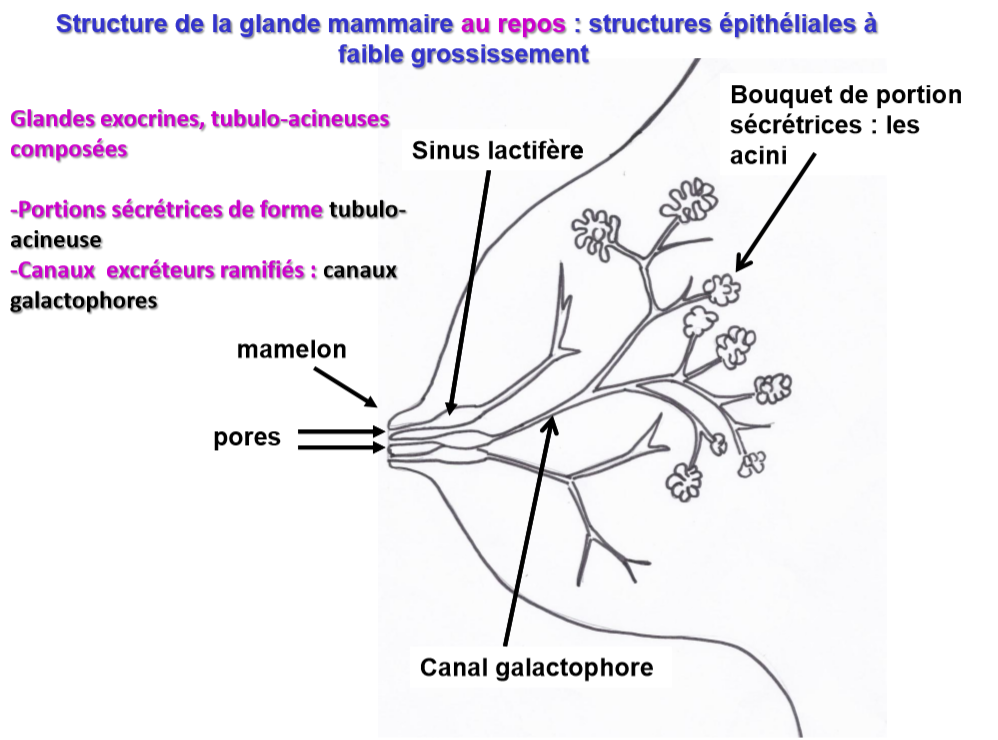 Structure de la glande mammaire au repos : structures épithéliales à
faible grossissement
Glandes exocrines, tubulo-acineuses
composées
-Portions sécrétrices de forme tubulo-
acineuse
-Canaux excréteurs ramifiés : canaux
galactophores
Sinus lactifère
Bouquet de portion
sécrétrices : les
acini
mamelon
pores
Canal galactophore